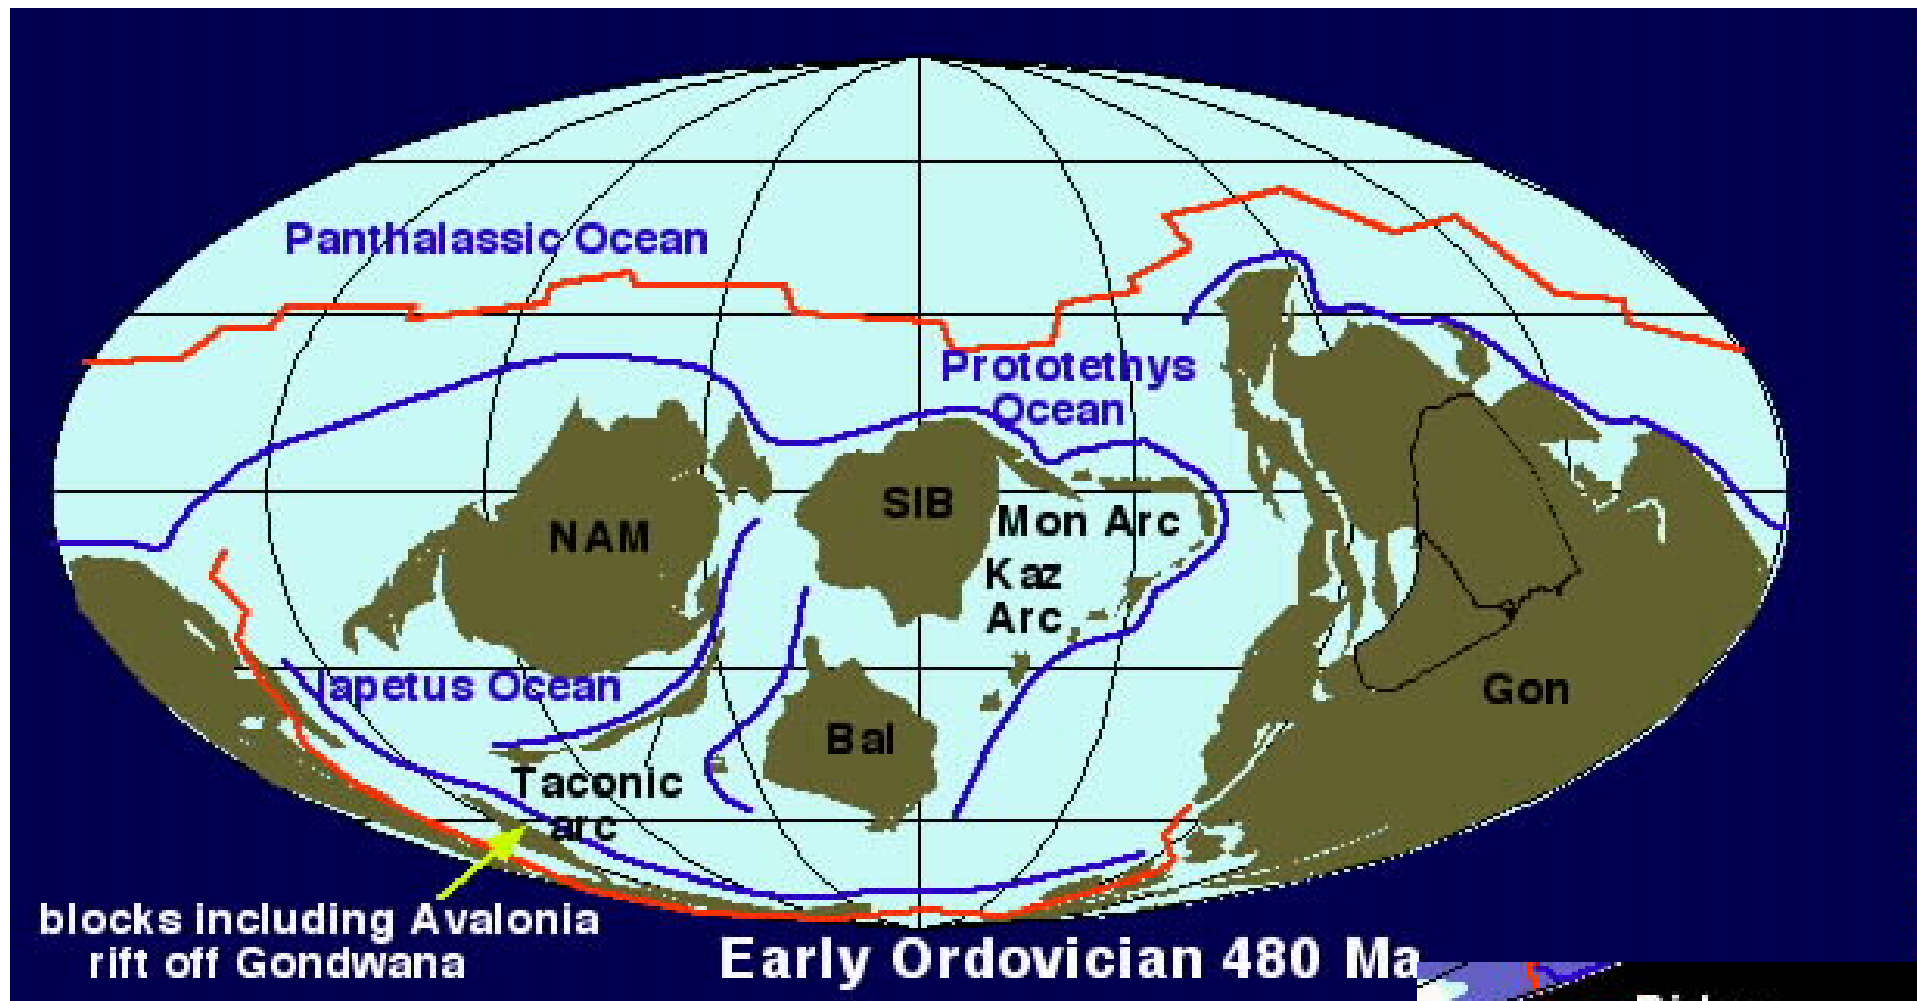 Panthalassic Ocean
Prototethys
Ocean
SIB
NAM
Mon Arc
Kaz
Arc
Iapetus Ocean
Gon
Bal
Taconic
arc
blocks including Avalonia
rift off Gondwana
Early Ordovician 480 Ma